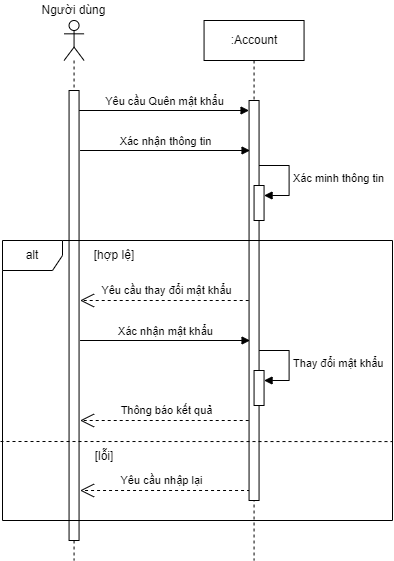 Người dùng
:Account
Yêu cầu Quên mật khẩu
Xác nhận thông tin
Xác minh thông tin
alt
[hợp lệ]
Yêu cầu thay đổi mật khẩu
Xác nhận mật khẩu
Thay đổi mật khẩu
Thông báo kết quả
[lỗi]
Yêu cầu nhập lại